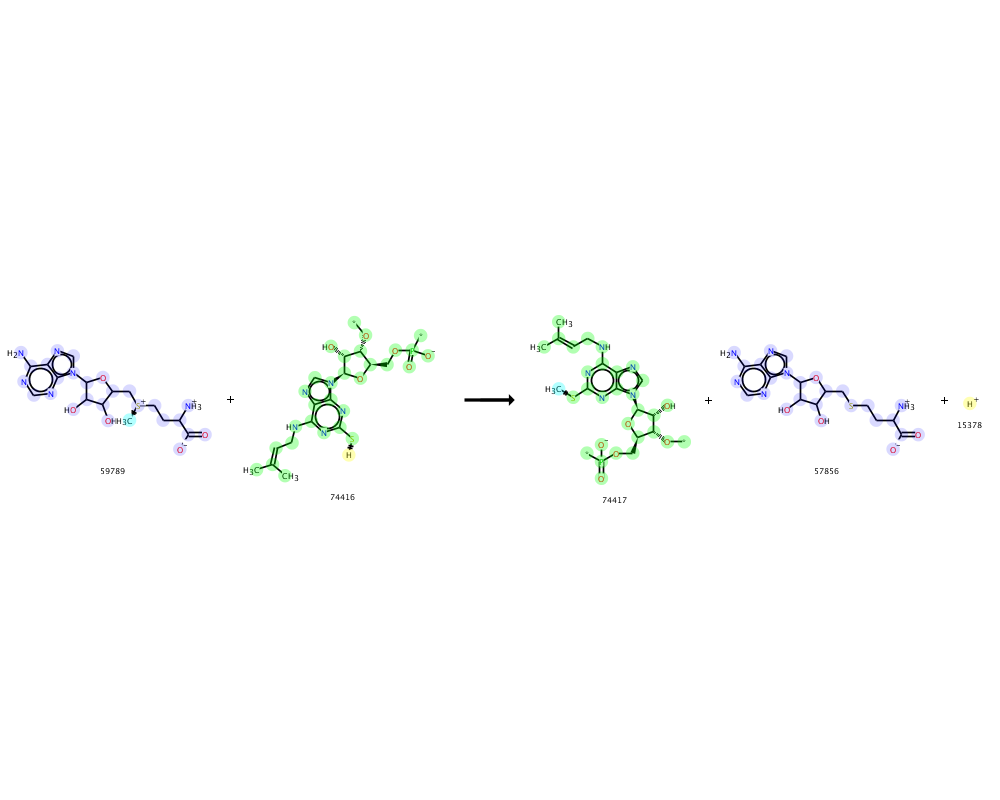 H₂N N N N N O HO OH S⁺ H₃C NH₃⁺ O O⁻
59789
+
* O HO O O P O⁻ O N N N N HN S H H₃C CH₃
74416
CH₃ H₃C NH N N N N H₃C S OH O O O⁻ P O O *
74417
+
H₂N N N N N O HO OH S NH₃⁺ O O⁻
57856
+
H⁺
15378